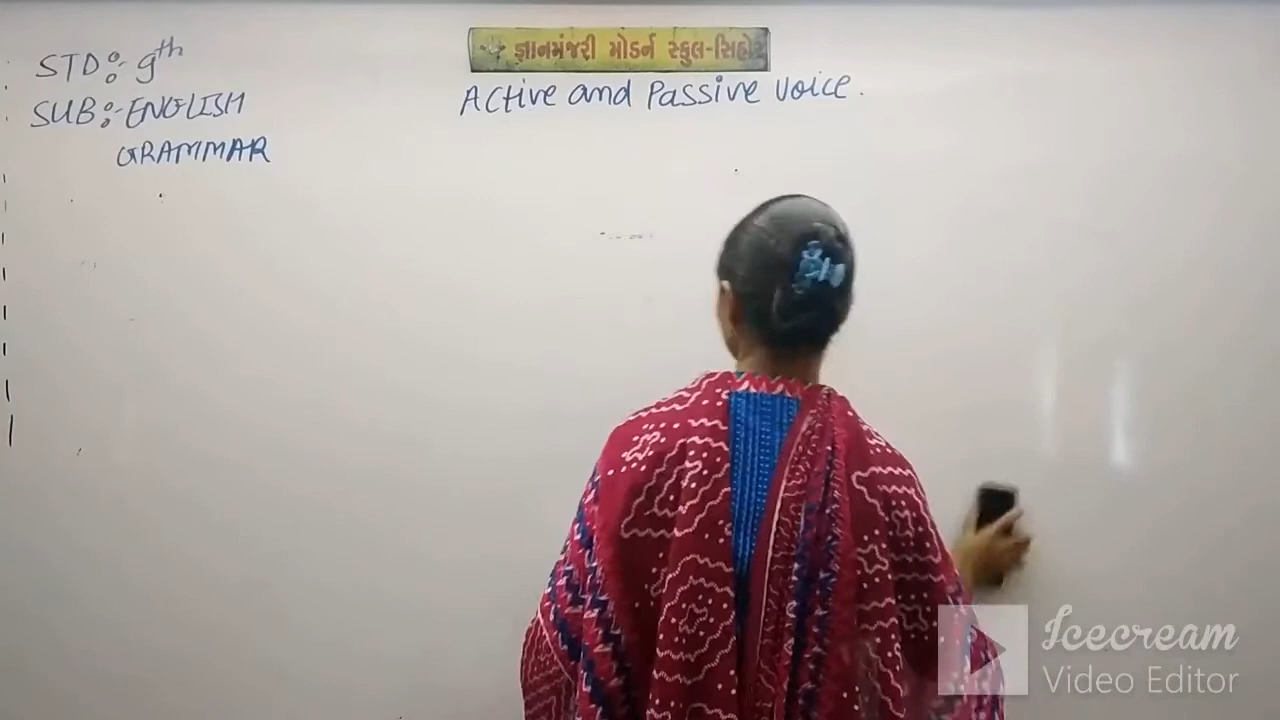 STD:- 9th
SUB:- ENGLISH
GRAMMAR
જ્ઞાનમંજરી મોડર્ન સ્કુલ-સિહોર
Active and Passive Voice.
Icecream
Video Editor